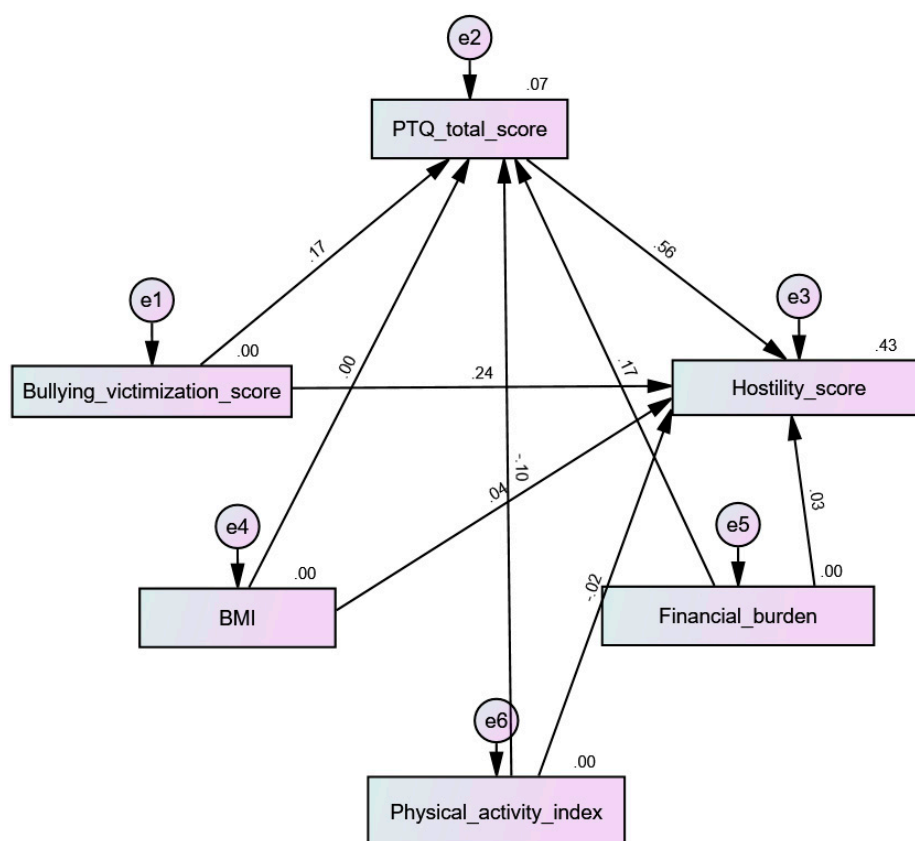 e2
.07
PTQ_total_score
.17
.56
e1
e3
.00
.43
Bullying_victimization_score
.00
.24
.17
Hostility_score
-.10
.04
.03
e4
e5
.00
-.02
.00
BMI
Financial_burden
e6
.00
Physical_activity_index